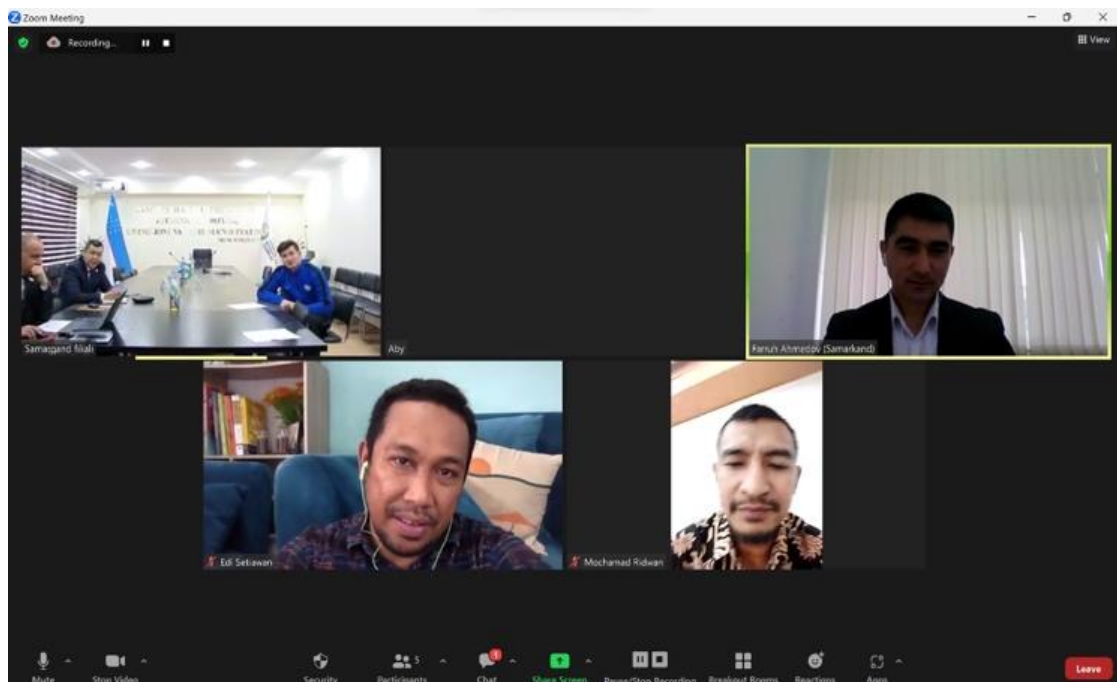 Zoom Meeting
Recording...
View
Samarqand filiali
Aby
Farruh Ahmedov (Samarkand)
Edi Setiawan
Mochamad Ridwan
Mute
Stop Video
Security
Participants
5
Chat
Share Screen
Pause/Stop Recording
Breakout Rooms
Reactions
Apps
Leave